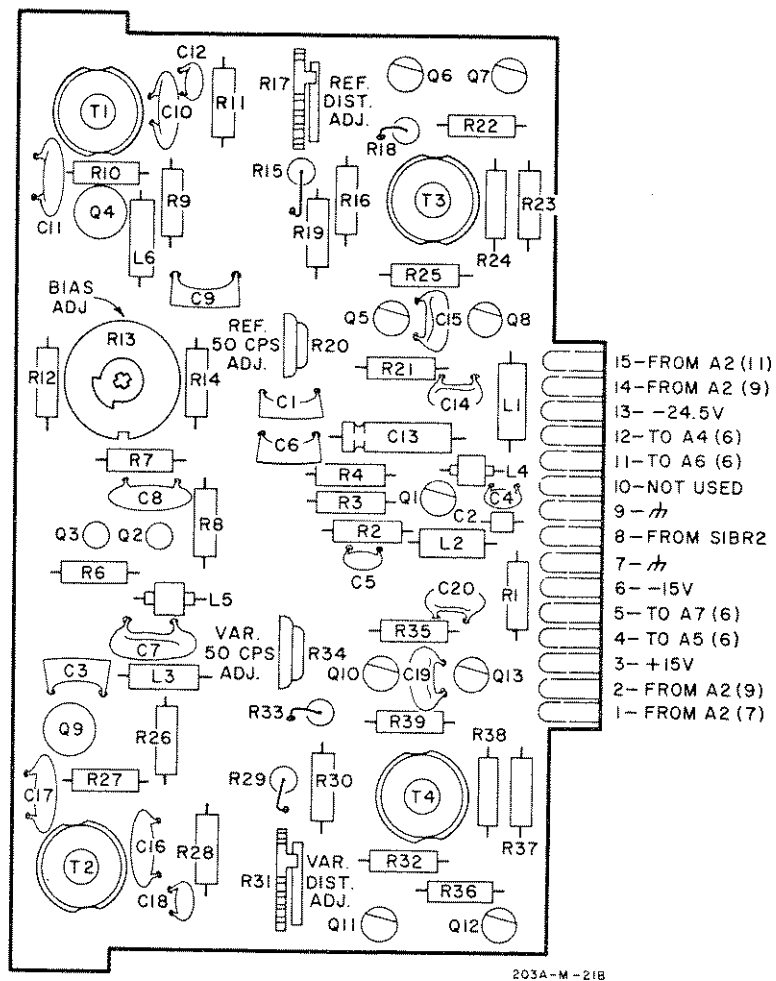 C12
R17
REF.
DIST.
ADJ.
Q6
Q7
T1
C10
R11
R22
R18
R10
R15
C11
Q4
R9
L6
R19
R16
T3
R24
R23
R25
C9
BIAS
ADJ
R13
REF.
50 CPS
ADJ.
R20
Q5
C15
Q8
R12
R14
R21
C14
L1
C1
C6
C13
R7
R4
L4
C8
R8
R3
Q1
C4
C2
Q3
Q2
R2
L2
C5
R6
L5
R1
C20
C7
VAR.
50 CPS
ADJ.
R34
R35
C3
L3
Q10
C19
Q13
Q9
R26
R33
R39
R38
R27
R29
R30
T4
C17
R37
T2
C16
R28
R31
VAR.
DIST.
ADJ.
R32
R36
C18
Q11
Q12
15-FROM A2 (11)
14-FROM A2 (9)
13- -24.5V
12-TO A4 (6)
11-TO A6 (6)
10-NOT USED
9-
8-FROM S1BR2
7-
6- -15V
5-TO A7 (6)
4-TO A5 (6)
3- +15V
2-FROM A2(9)
1-FROM A2(7)
203A-M-21B